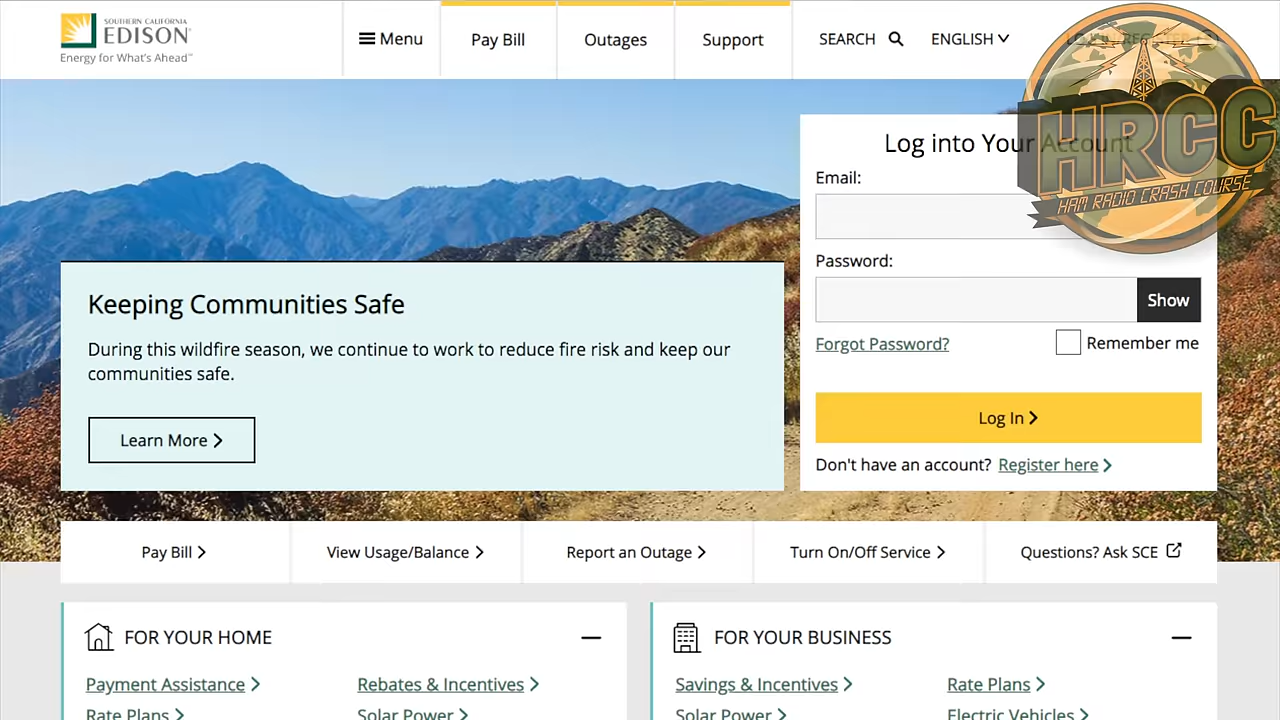 SOUTHERN CALIFORNIA
EDISON
Energy for What's Ahead℠
Menu
Pay Bill
Outages
Support
SEARCH
ENGLISH
Log into Your Account
Email:
Password:
Show
Forgot Password?
Remember me
Log In
Don't have an account? Register here
HRCC
HAM RADIO CRASH COURSE
Keeping Communities Safe
During this wildfire season, we continue to work to reduce fire risk and keep our
communities safe.
Learn More
Pay Bill
View Usage/Balance
Report an Outage
Turn On/Off Service
Questions? Ask SCE
FOR YOUR HOME
Payment Assistance
Rebates & Incentives
Rate Plans
Solar Power
FOR YOUR BUSINESS
Savings & Incentives
Rate Plans
Solar Power
Electric Vehicles